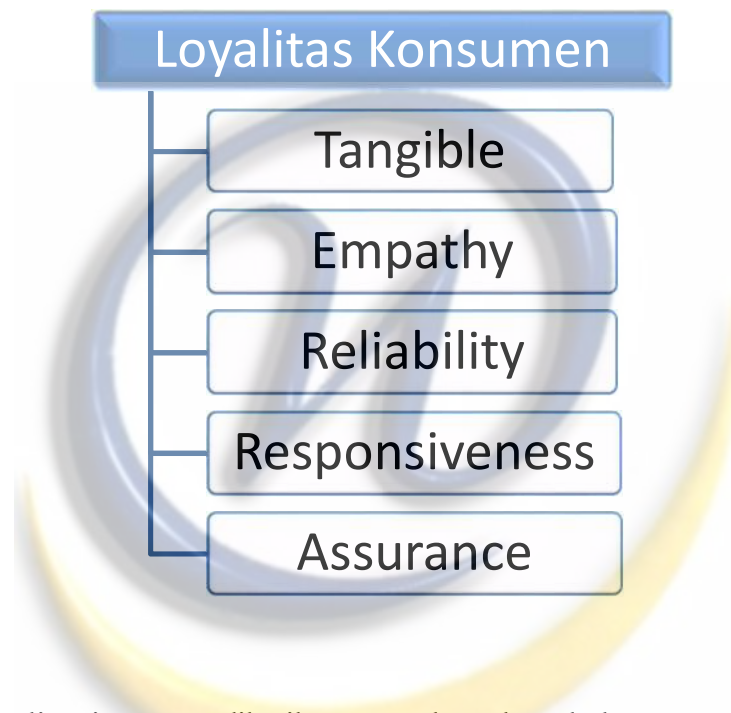 Loyalitas Konsumen
Tangible
Empathy
Reliability
Responsiveness
Assurance